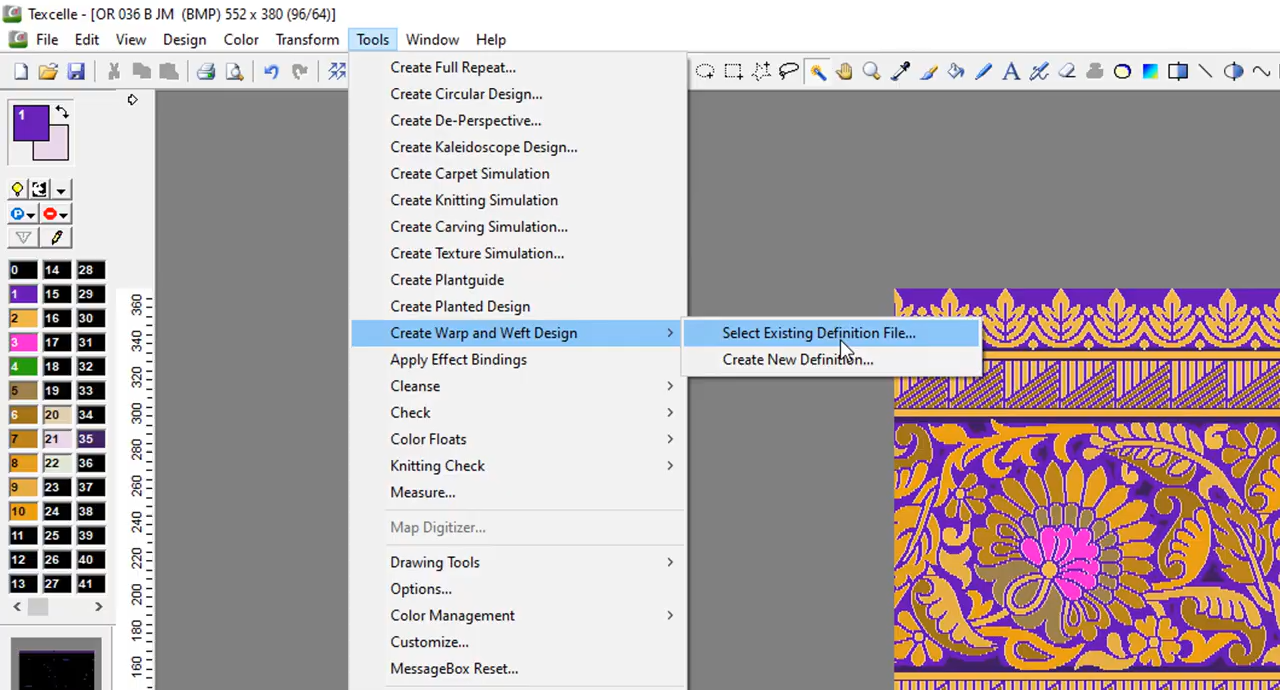 Texcelle - [OR 036 B JM (BMP) 552 x 380 (96/64)]
File Edit View Design Color Transform Tools Window Help
Create Full Repeat...
Create Circular Design...
Create De-Perspective...
Create Kaleidoscope Design...
Create Carpet Simulation
Create Knitting Simulation
Create Carving Simulation...
Create Texture Simulation...
Create Plantguide
Create Planted Design
Create Warp and Weft Design
Select Existing Definition File...
Create New Definition...
Apply Effect Bindings
Cleanse
Check
Color Floats
Knitting Check
Measure...
Map Digitizer...
Drawing Tools
Options...
Color Management
Customize...
MessageBox Reset...
1
0 14 28
1 15 29
2 16 30
3 17 31
4 18 32
5 19 33
6 20 34
7 21 35
8 22 36
9 23 37
10 24 38
11 25 39
12 26 40
13 27 41
360
340
320
300
280
260
240
220
200
180
160